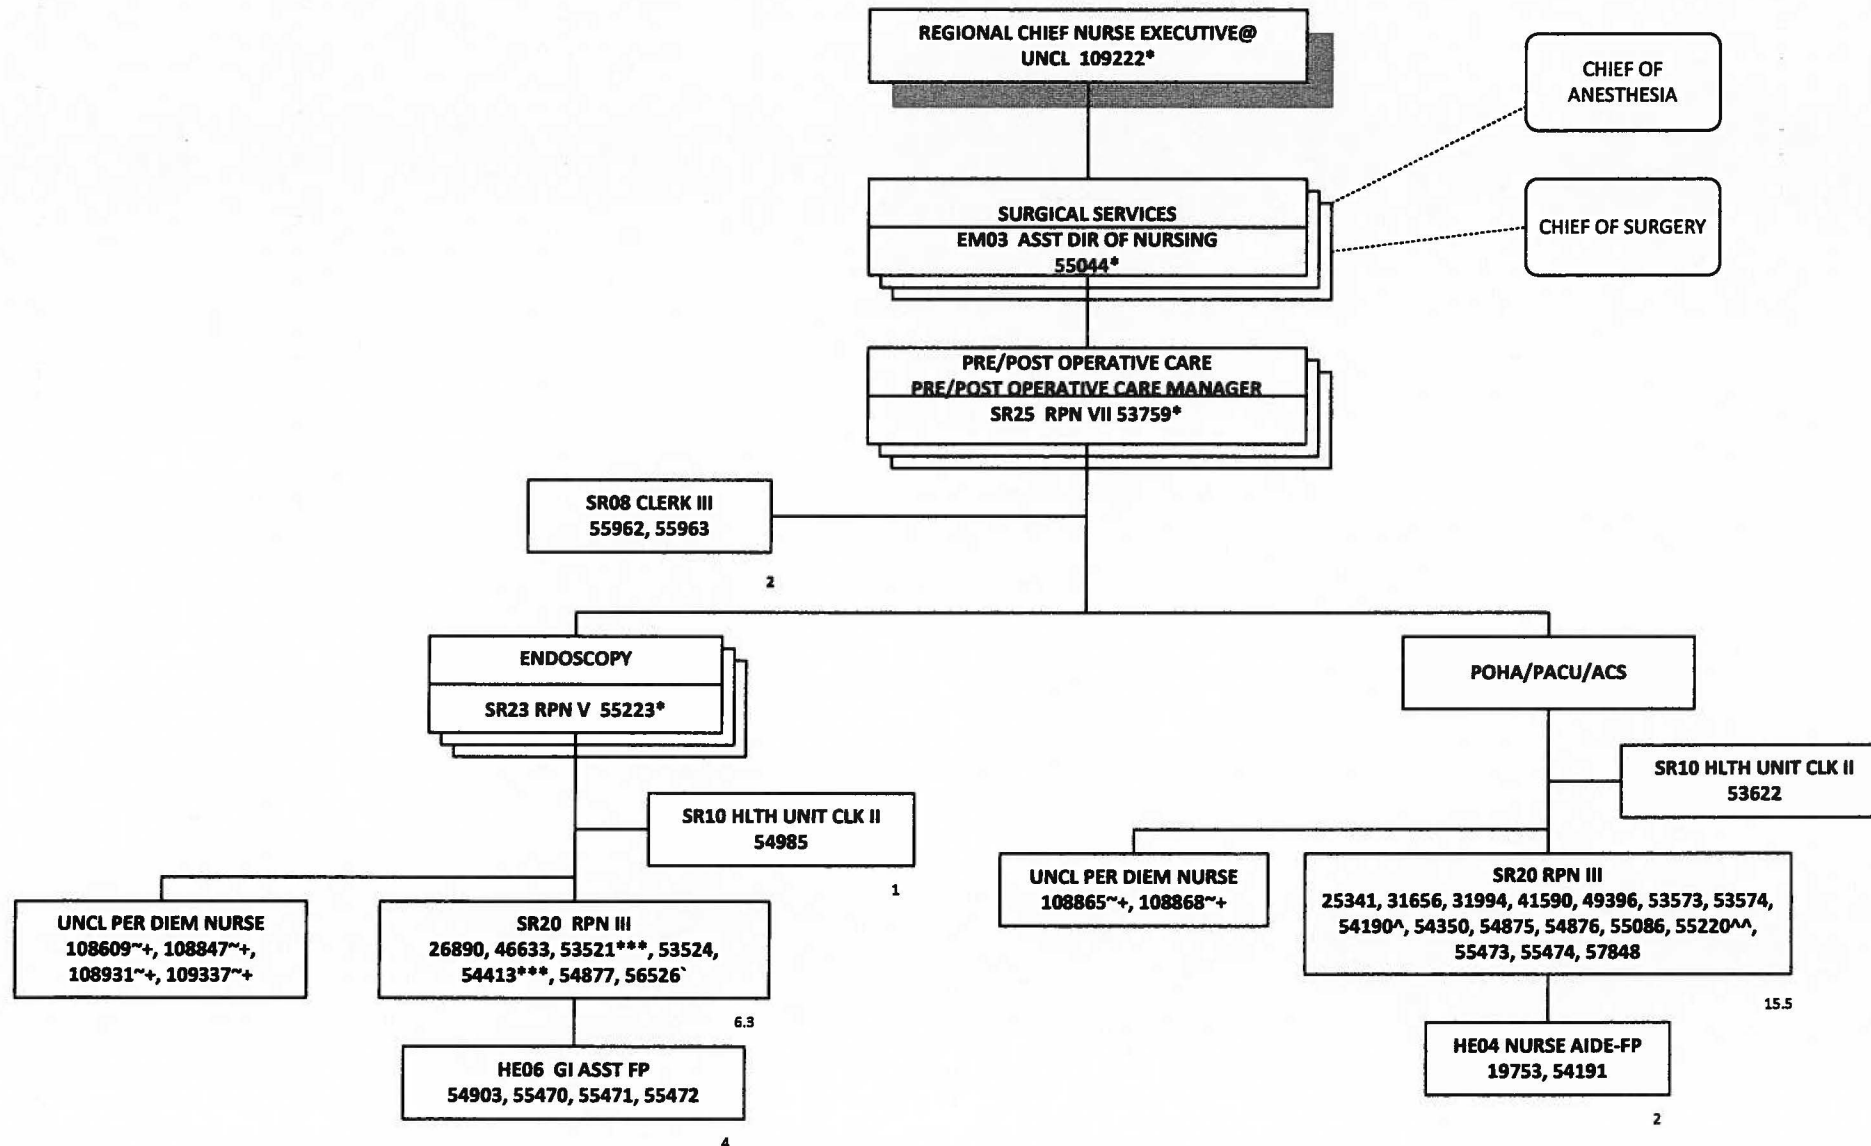 REGIONAL CHIEF NURSE EXECUTIVE@
UNCL 109222*
CHIEF OF
ANESTHESIA
SURGICAL SERVICES
EM03 ASST DIR OF NURSING
55044*
CHIEF OF SURGERY
PRE/POST OPERATIVE CARE
PRE/POST OPERATIVE CARE MANAGER
SR25 RPN VII 53759*
SR08 CLERK III
55962, 55963
2
ENDOSCOPY
SR23 RPN V 55223*
POHA/PACU/ACS
SR10 HLTH UNIT CLK II
54985
1
SR10 HLTH UNIT CLK II
53622
UNCL PER DIEM NURSE
108609~+, 108847~+,
108931~+, 109337~+
SR20 RPN III
26890, 46633, 53521***, 53524,
54413***, 54877, 56526`
6.3
HE06 GI ASST FP
54903, 55470, 55471, 55472
4
UNCL PER DIEM NURSE
108865~+, 108868~+
SR20 RPN III
25341, 31656, 31994, 41590, 49396, 53573, 53574,
54190^, 54350, 54875, 54876, 55086, 55220^^,
55473, 55474, 57848
15.5
HE04 NURSE AIDE-FP
19753, 54191
2